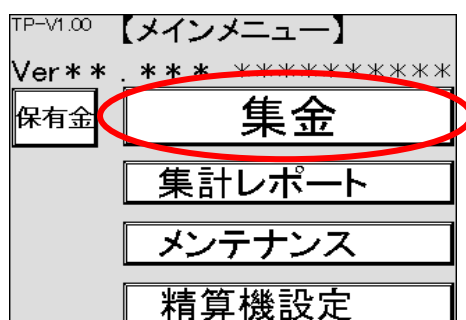 TP-V1.00 【メインメニュー】
Ver**.*** **********
保有金 集金
集計レポート
メンテナンス
精算機設定